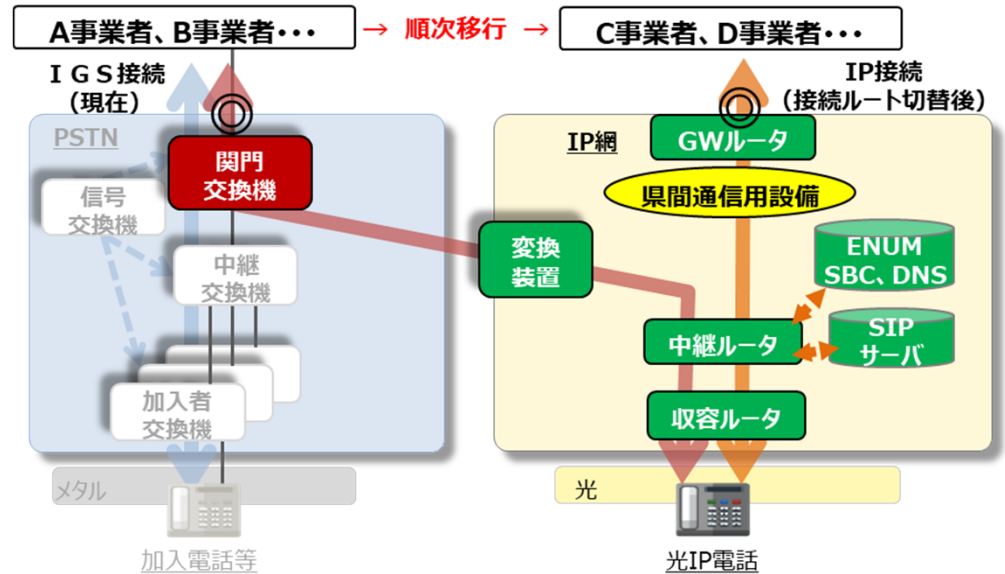 A事業者、B事業者･･･
→ 順次移行 →
C事業者、D事業者･･･
ＩＧＳ接続
（現在）
IP接続
（接続ルート切替後）
PSTN
関門
交換機
信号
交換機
中継
交換機
加入者
交換機
メタル
加入電話等
変換
装置
IP網
GWルータ
県間通信用設備
ENUM
SBC、DNS
中継ルータ
SIP
サーバ
収容ルータ
光
光IP電話